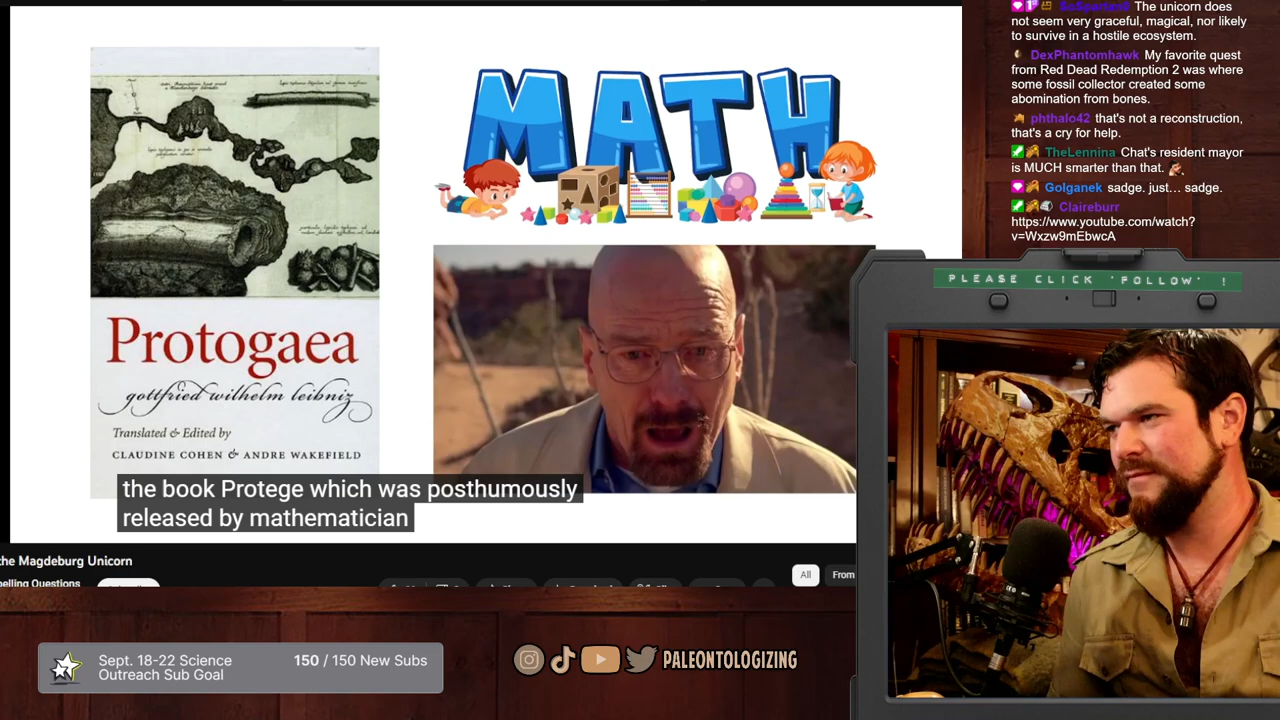 SoSpartan8 The unicorn does
not seem very graceful, magical, nor likely
to survive in a hostile ecosystem.
DexPhantomhawk My favorite quest
from Red Dead Redemption 2 was where
some fossil collector created some
abomination from bones.
phthalo42 that's not a reconstruction,
that's a cry for help.
TheLennina Chat's resident mayor
is MUCH smarter than that.
Golganek sadge. just… sadge.
Claireburr
https://www.youtube.com/watch?
v=Wxzw9mEbwcA
MATH
Protogaea
gottfried wilhelm leibniz
Translated & Edited by
CLAUDINE COHEN & ANDRE WAKEFIELD
the book Protege which was posthumously
released by mathematician
PLEASE CLICK 'FOLLOW' !
the Magdeburg Unicorn
elling Questions
All
From
Sept. 18-22 Science
Outreach Sub Goal
150 / 150 New Subs
PALEONTOLOGIZING